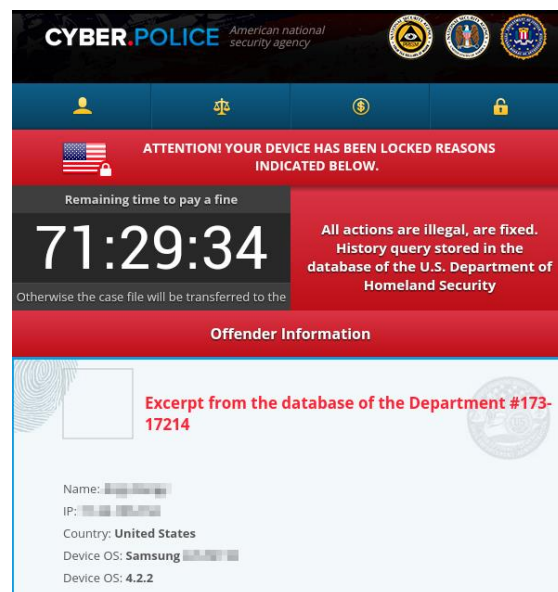 CYBER.POLICE
American national
security agency
ATTENTION! YOUR DEVICE HAS BEEN LOCKED REASONS
INDICATED BELOW.
Remaining time to pay a fine
71:29:34
Otherwise the case file will be transferred to the
All actions are illegal, are fixed.
History query stored in the
database of the U.S. Department of
Homeland Security
Offender Information
Excerpt from the database of the Department #173-
17214
Name:
IP:
Country: United States
Device OS: Samsung
Device OS: 4.2.2